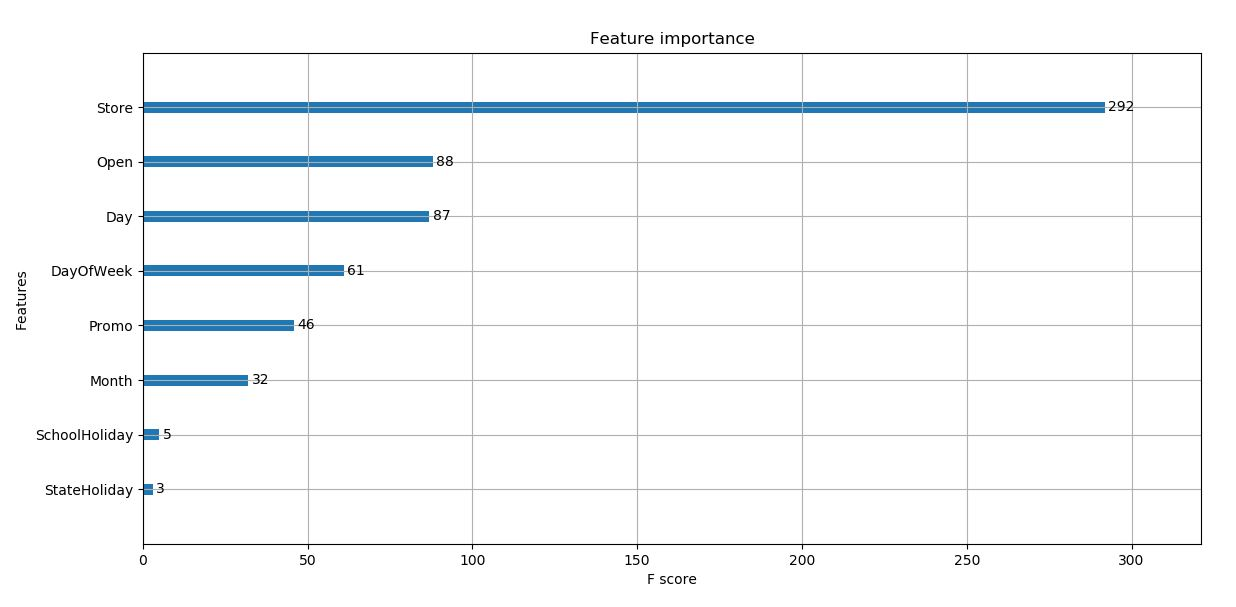 Feature importance
Store 292
Open 88
Day 87
DayOfWeek 61
Promo 46
Month 32
SchoolHoliday 5
StateHoliday 3
Features
0 50 100 150 200 250 300
F score